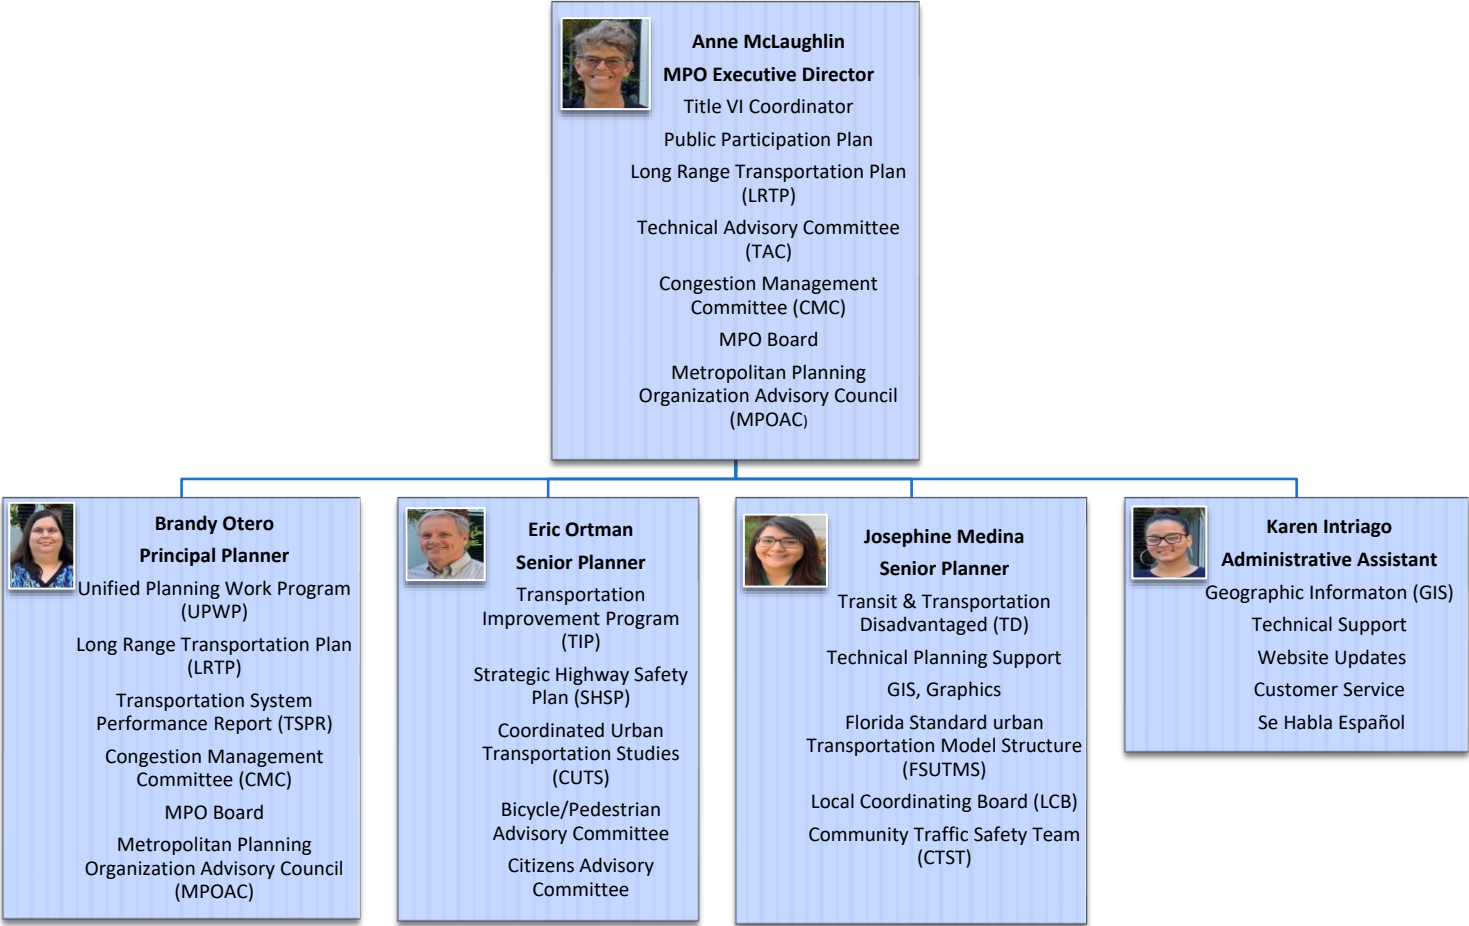 Anne McLaughlin
MPO Executive Director
Title VI Coordinator
Public Participation Plan
Long Range Transportation Plan
(LRTP)
Technical Advisory Committee
(TAC)
Congestion Management
Committee (CMC)
MPO Board
Metropolitan Planning
Organization Advisory Council
(MPOAC)
Brandy Otero
Principal Planner
Unified Planning Work Program
(UPWP)
Long Range Transportation Plan
(LRTP)
Transportation System
Performance Report (TSPR)
Congestion Management
Committee (CMC)
MPO Board
Metropolitan Planning
Organization Advisory Council
(MPOAC)
Eric Ortman
Senior Planner
Transportation
Improvement Program
(TIP)
Strategic Highway Safety
Plan (SHSP)
Coordinated Urban
Transportation Studies
(CUTS)
Bicycle/Pedestrian
Advisory Committee
Citizens Advisory
Committee
Josephine Medina
Senior Planner
Transit & Transportation
Disadvantaged (TD)
Technical Planning Support
GIS, Graphics
Florida Standard urban
Transportation Model Structure
(FSUTMS)
Local Coordinating Board (LCB)
Community Traffic Safety Team
(CTST)
Karen Intriago
Administrative Assistant
Geographic Informaton (GIS)
Technical Support
Website Updates
Customer Service
Se Habla Español